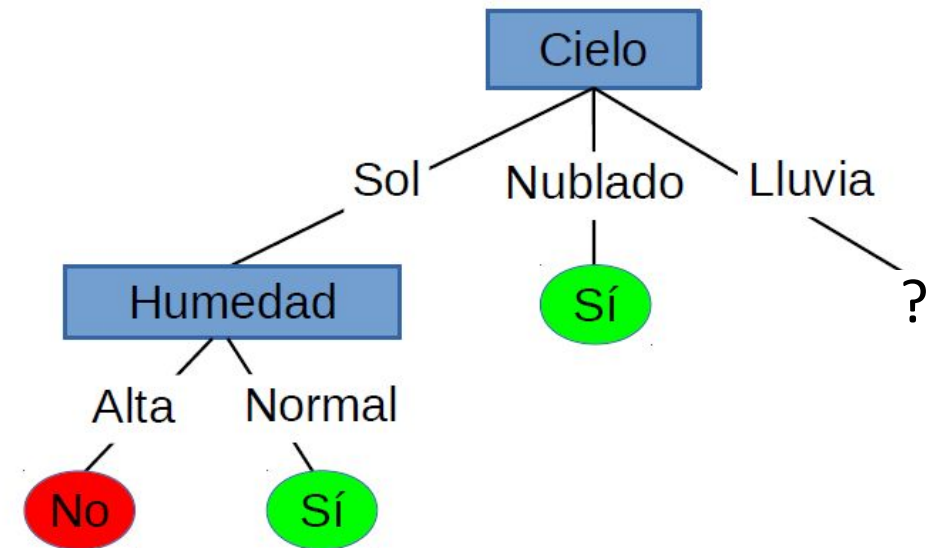 Cielo
Sol
Nublado
Lluvia
Humedad
Sí
?
Alta
Normal
No
Sí